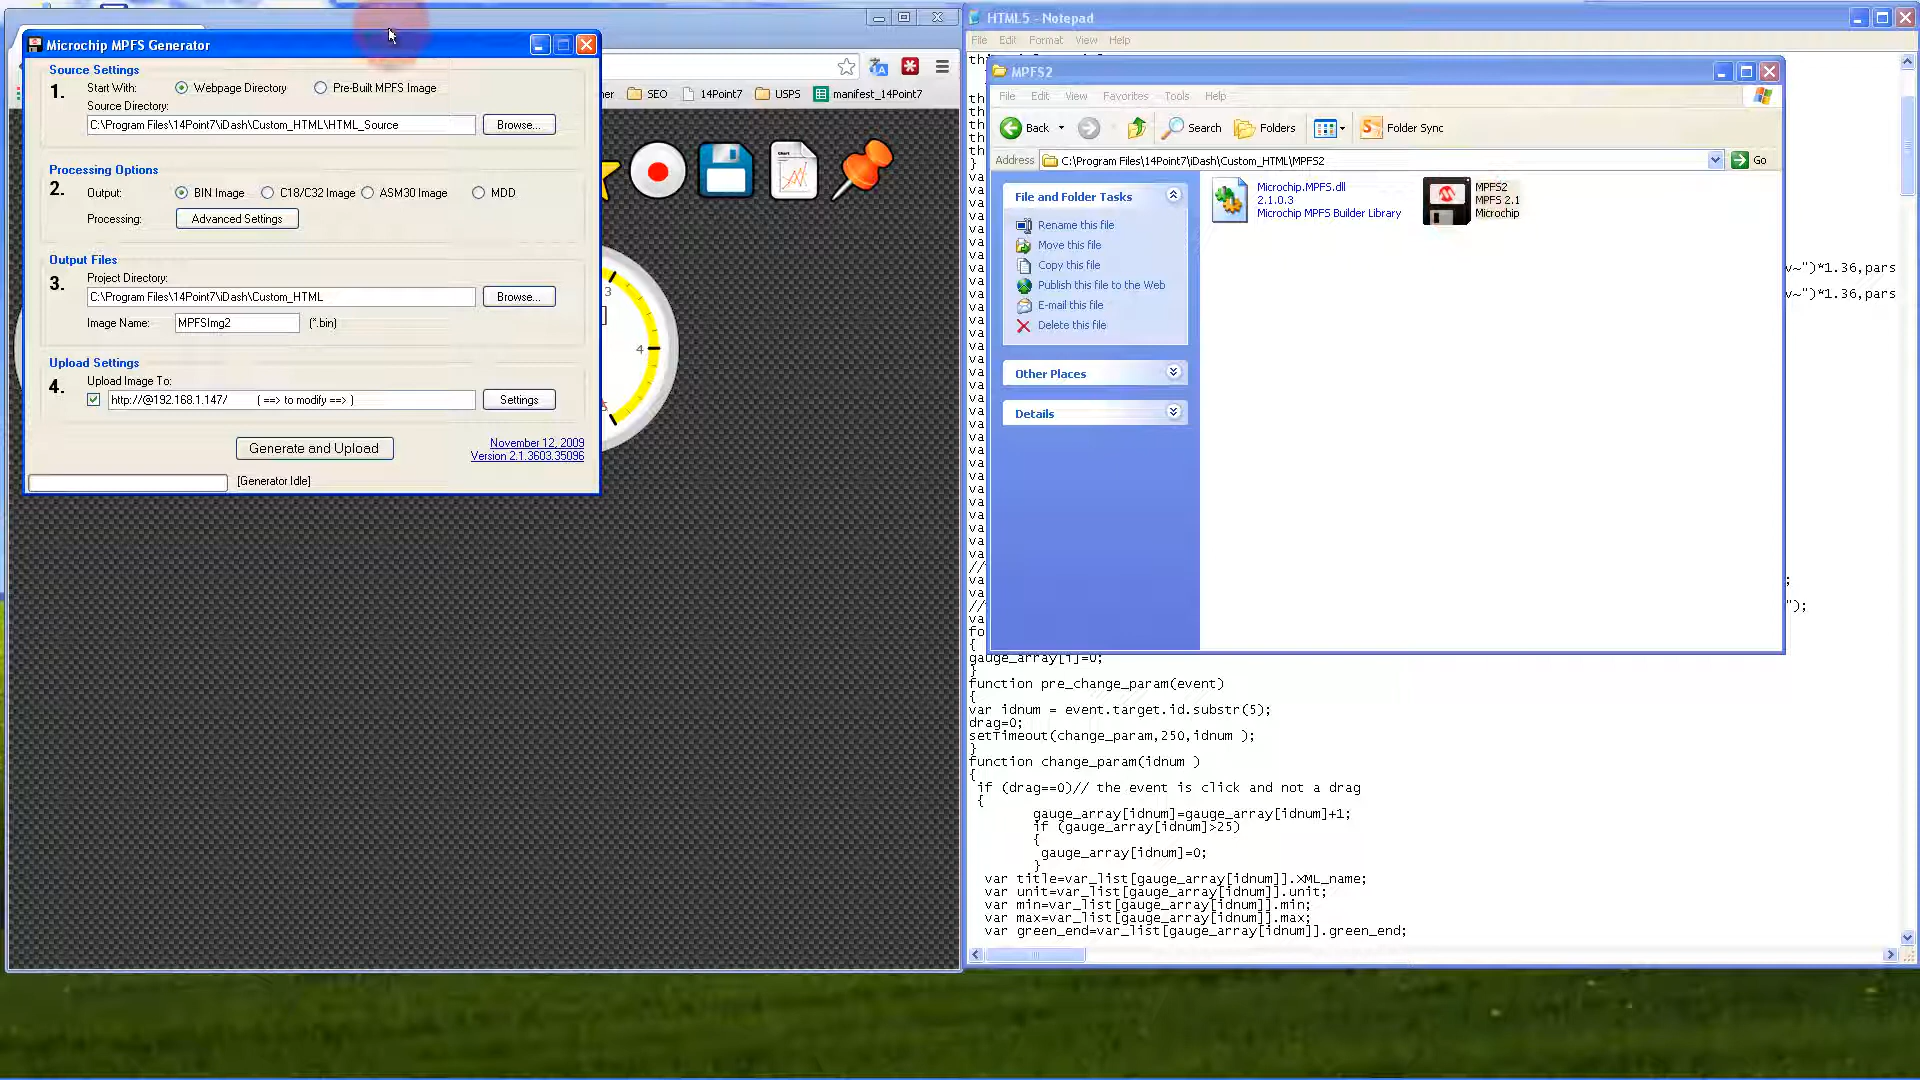 Microchip MPFS Generator
Source Settings
1.
Start With:
Webpage Directory
Pre-Built MPFS Image
Source Directory:
C:\Program Files\14Point7\iDash\Custom_HTML\HTML_Source
Browse...
Processing Options
2.
Output:
BIN Image
C18/C32 Image
ASM30 Image
MDD
Processing:
Advanced Settings
Output Files
3.
Project Directory:
C:\Program Files\14Point7\iDash\Custom_HTML
Browse...
Image Name:
MPFSImg2
(*.bin)
Upload Settings
4.
Upload Image To:
http://@192.168.1.147/ ( ==> to modify ==> )
Settings
Generate and Upload
November 12, 2009
Version 2.1.3603.35096
[Generator Idle]
SEO
14Point7
USPS
manifest_14Point7
Chart
3
4
5
HTML5 - Notepad
File Edit Format View Help
MPFS2
File Edit View Favorites Tools Help
Back
Search
Folders
Folder Sync
Address
C:\Program Files\14Point7\iDash\Custom_HTML\MPFS2
Go
File and Folder Tasks
Rename this file
Move this file
Copy this file
Publish this file to the Web
E-mail this file
Delete this file
Other Places
Details
Microchip.MPFS.dll
2.1.0.3
Microchip MPFS Builder Library
MPFS2
MPFS 2.1
Microchip
v~")*1.36,pars
v~")*1.36,pars
;
");
{
gauge_array[i]=0;
}
function pre_change_param(event)
{
var idnum = event.target.id.substr(5);
drag=0;
setTimeout(change_param,250,idnum );
}
function change_param(idnum )
{
if (drag==0)// the event is click and not a drag
{
gauge_array[idnum]=gauge_array[idnum]+1;
if (gauge_array[idnum]>25)
{
gauge_array[idnum]=0;
}
var title=var_list[gauge_array[idnum]].XML_name;
var unit=var_list[gauge_array[idnum]].unit;
var min=var_list[gauge_array[idnum]].min;
var max=var_list[gauge_array[idnum]].max;
var green_end=var_list[gauge_array[idnum]].green_end;